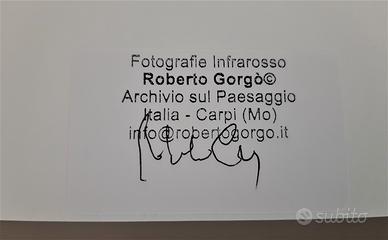 Fotografie Infrarosso
Roberto Gorgò©
Archivio sul Paesaggio
Italia - Carpi (Mo)
info@robertogorgo.it
subito